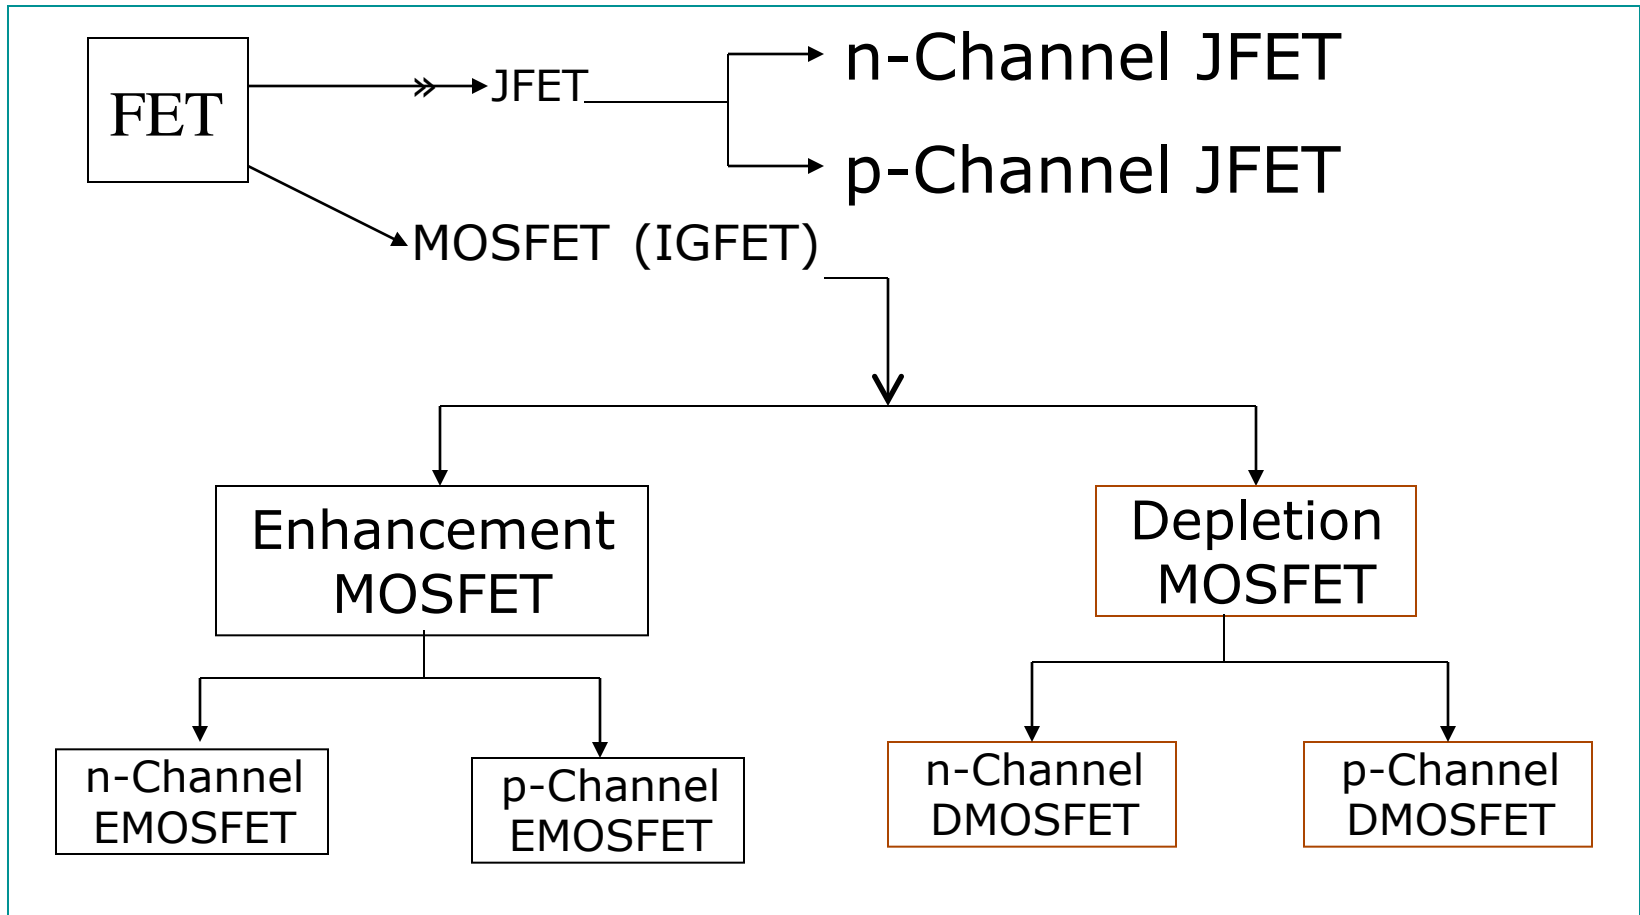 FET
JFET
n-Channel JFET
p-Channel JFET
MOSFET (IGFET)
Enhancement
MOSFET
Depletion
MOSFET
n-Channel
EMOSFET
p-Channel
EMOSFET
n-Channel
DMOSFET
p-Channel
DMOSFET